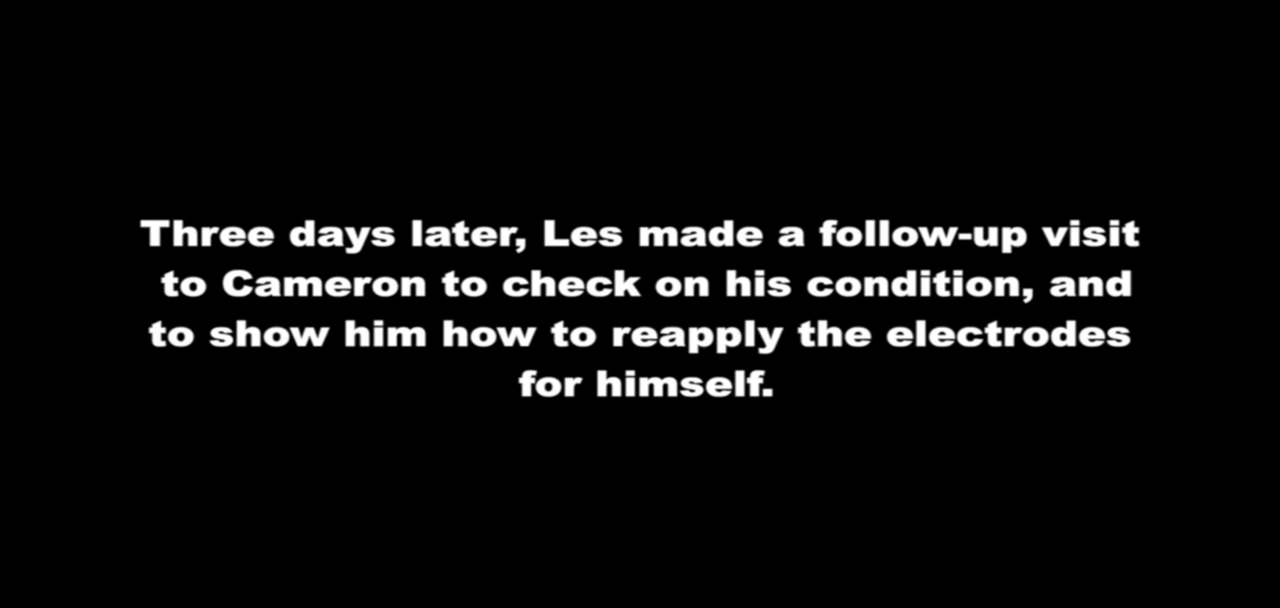 Three days later, Les made a follow-up visit
to Cameron to check on his condition, and
to show him how to reapply the electrodes
for himself.